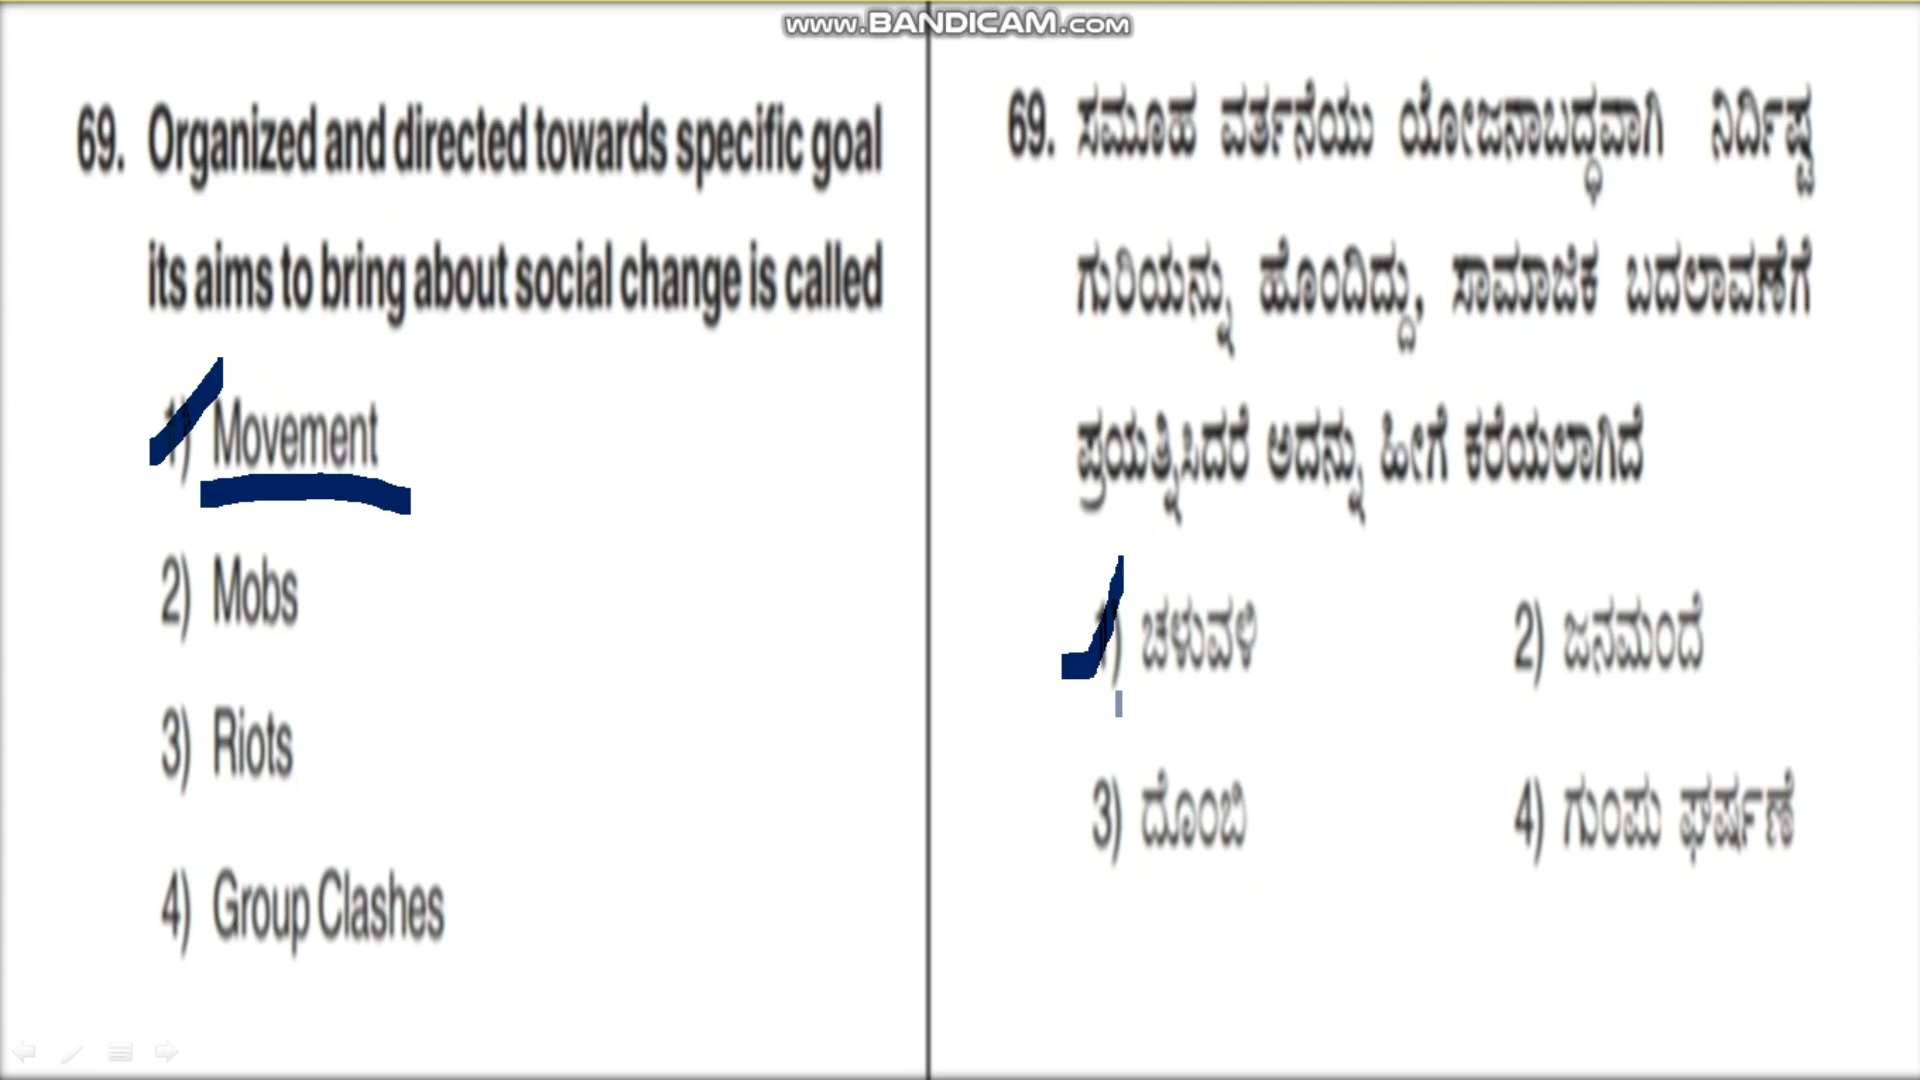 www.BANDICAM.com
69. Organized and directed towards specific goal
its aims to bring about social change is called
1) Movement
2) Mobs
3) Riots
4) Group Clashes
69. ಸಮೂಹ ವರ್ತನೆಯು ಯೋಜನಾಬದ್ಧವಾಗಿ ನಿರ್ದಿಷ್ಟ
ಗುರಿಯನ್ನು ಹೊಂದಿದ್ದು, ಸಾಮಾಜಿಕ ಬದಲಾವಣೆಗೆ
ಪ್ರಯತ್ನಿಸಿದರೆ ಅದನ್ನು ಹೀಗೆ ಕರೆಯಲಾಗಿದೆ
1) ಚಳುವಳಿ 2) ಜನಮಂದೆ
3) ದೊಂಬಿ 4) ಗುಂಪು ಘರ್ಷಣೆ